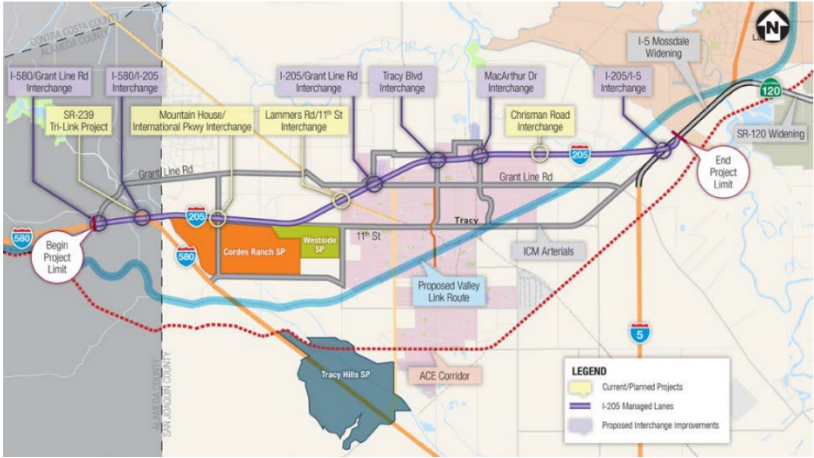 CONTRA COSTA COUNTY
ALAMEDA COUNTY
N
I-5 Mossdale
Widening
I-580/Grant Line Rd
Interchange
I-580/I-205
Interchange
I-205/Grant Line Rd
Interchange
Tracy Blvd
Interchange
MacArthur Dr
Interchange
I-205/I-5
Interchange
120
SR-239
Tri-Link Project
Mountain House/
International Pkwy Interchange
Lammers Rd/11th St
Interchange
Chrisman Road
Interchange
SR-120 Widening
205
Grant Line Rd
Grant Line Rd
End
Project
Limit
580
205
Tracy
Begin
Project
Limit
580
Cordes Ranch SP
Westside
SP
11th St
ICM Arterials
Proposed Valley
Link Route
5
Tracy Hills SP
ACE Corridor
ALAMEDA COUNTY
SAN JOAQUIN COUNTY
LEGEND
Current/Planned Projects
I-205 Managed Lanes
Proposed Interchange Improvements